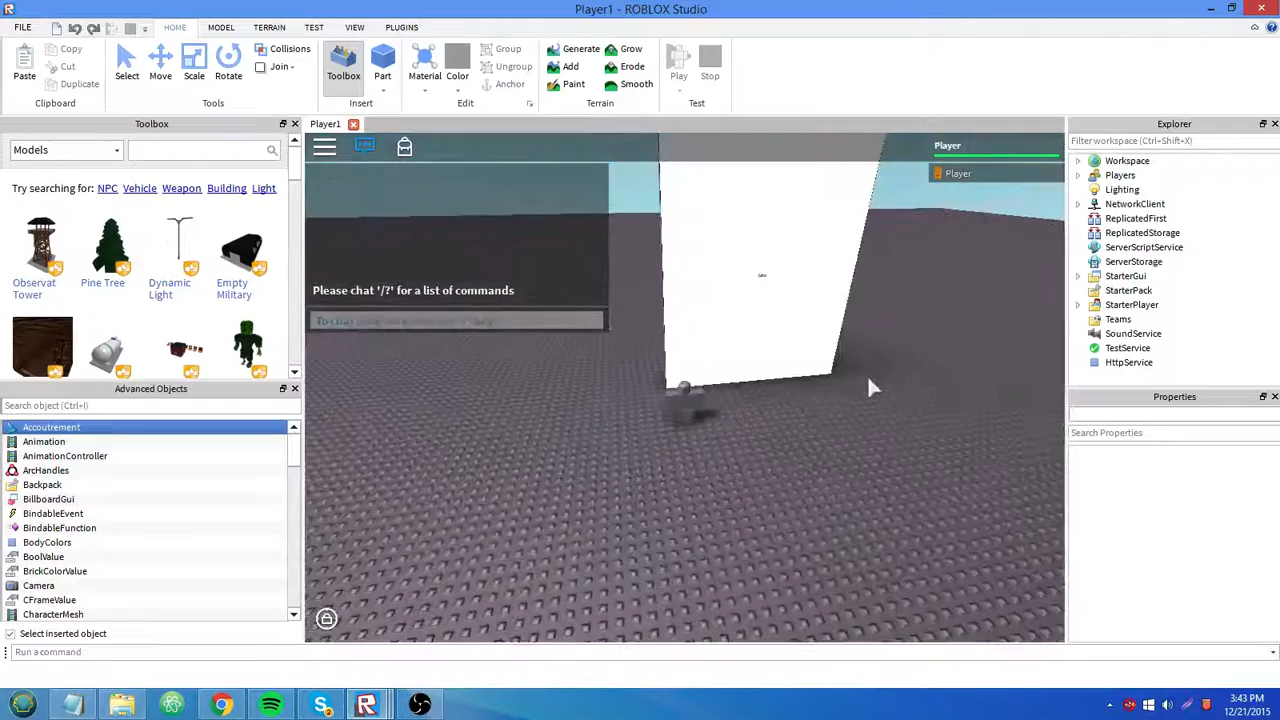 Player1 - ROBLOX Studio
FILE
HOME
MODEL
TERRAIN
TEST
VIEW
PLUGINS
Paste
Copy
Cut
Duplicate
Clipboard
Select
Move
Scale
Rotate
Collisions
Join
Tools
Toolbox
Part
Insert
Material
Color
Group
Ungroup
Anchor
Edit
Generate
Add
Paint
Grow
Erode
Smooth
Terrain
Play
Stop
Test
Toolbox
Models
Try searching for: NPC Vehicle Weapon Building Light
Observat Tower
Pine Tree
Dynamic Light
Empty Military
Advanced Objects
Search object (Ctrl+I)
Accoutrement
Animation
AnimationController
ArcHandles
Backpack
BillboardGui
BindableEvent
BindableFunction
BodyColors
BoolValue
BrickColorValue
Camera
CFrameValue
CharacterMesh
Select inserted object
Run a command
Player1
Please chat '/?' for a list of commands
To chat
Player
Player
Explorer
Filter workspace (Ctrl+Shift+X)
Workspace
Players
Lighting
NetworkClient
ReplicatedFirst
ReplicatedStorage
ServerScriptService
ServerStorage
StarterGui
StarterPack
StarterPlayer
Teams
SoundService
TestService
HttpService
Properties
Search Properties
3:43 PM
12/21/2015